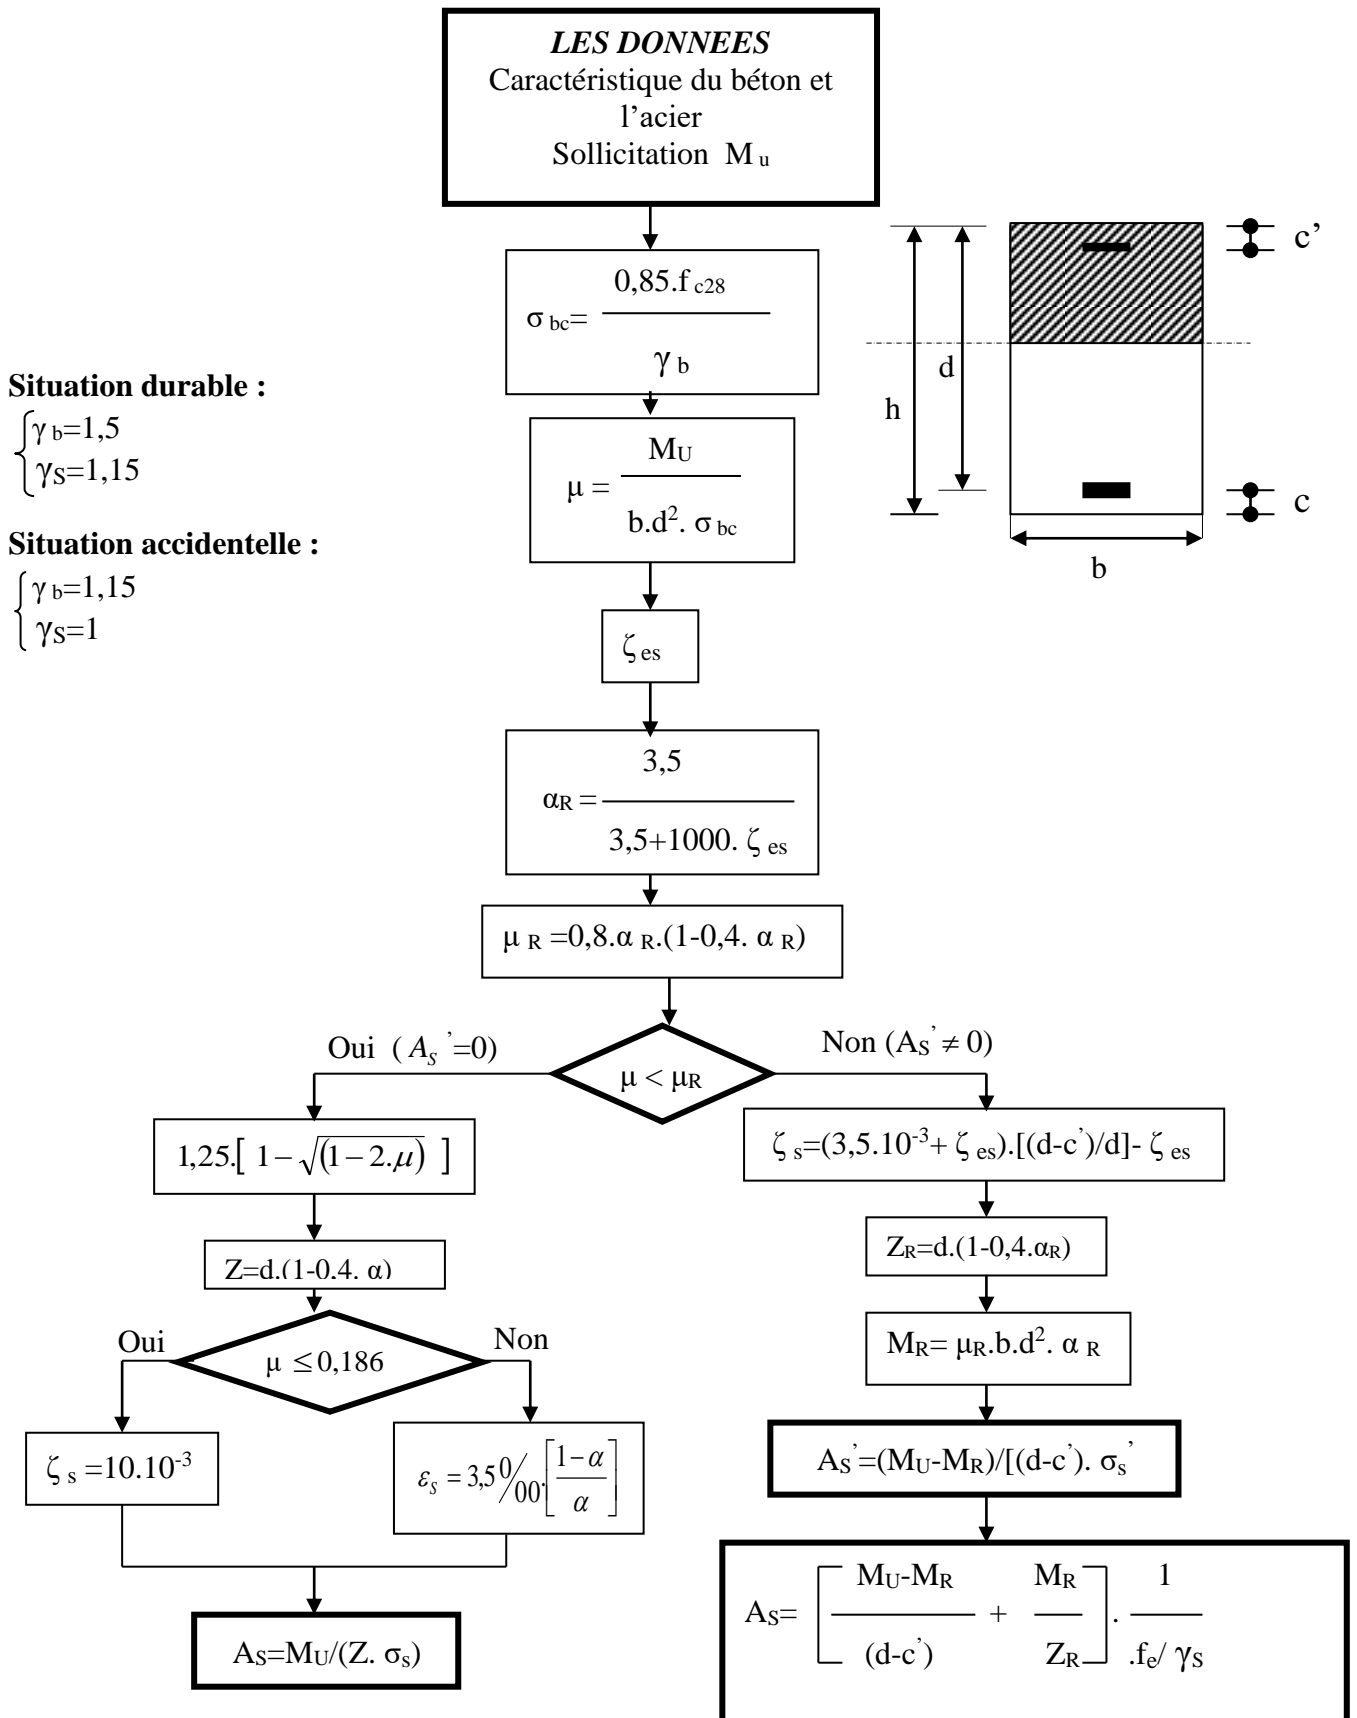 LES DONNEES
Caractéristique du béton et
l’acier
Sollicitation M u
σ bc= 0,85.f c28 / γ b
c’
d
h
c
b
Situation durable :
γ b=1,5
γS=1,15
Situation accidentelle :
γ b=1,15
γS=1
μ = MU / b.d². σ bc
ζ es
αR = 3,5 / 3,5+1000. ζ es
μ R =0,8.α R.(1-0,4. α R)
Oui ( AS ’=0)
μ < μR
Non (AS’ ≠ 0)
1,25.[ 1−√(1−2.μ) ]
Z=d.(1-0,4. α)
Oui
μ ≤ 0,186
Non
ζ s =10.10⁻³
εS = 3,5 0/00.[1−α / α]
AS=MU/(Z. σs)
ζ s=(3,5.10⁻³+ ζ es).[(d-c’)/d]- ζ es
ZR=d.(1-0,4.αR)
MR= μR.b.d². α R
AS’=(MU-MR)/[(d-c’). σs’
AS= [ MU-MR / (d-c’) + MR / ZR ] . 1 / .fe/ γS